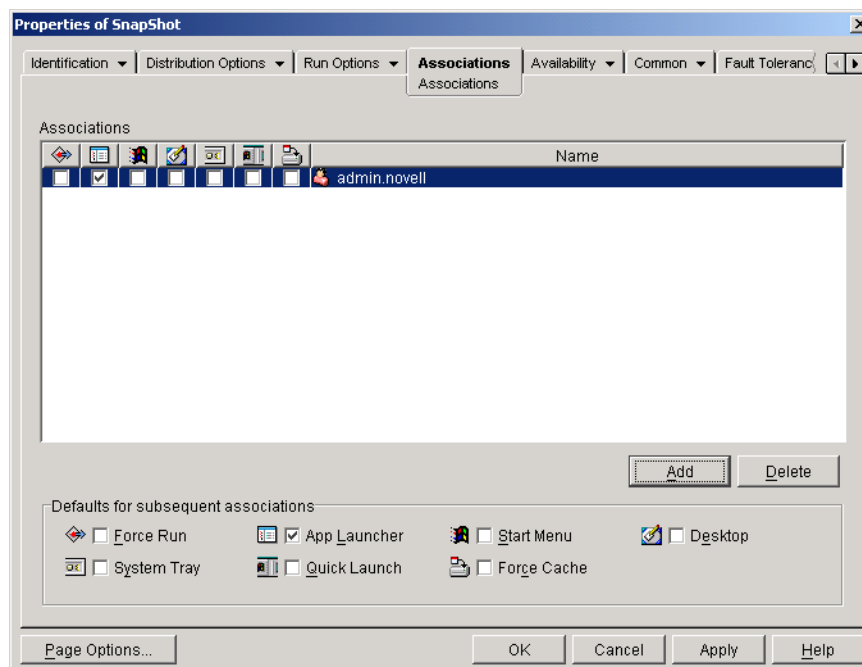 Properties of SnapShot
Identification
Distribution Options
Run Options
Associations
Availability
Common
Fault Toleranc
Associations
Associations
Name
admin.novell
Add
Delete
Defaults for subsequent associations
Force Run
App Launcher
Start Menu
Desktop
System Tray
Quick Launch
Force Cache
Page Options...
OK
Cancel
Apply
Help